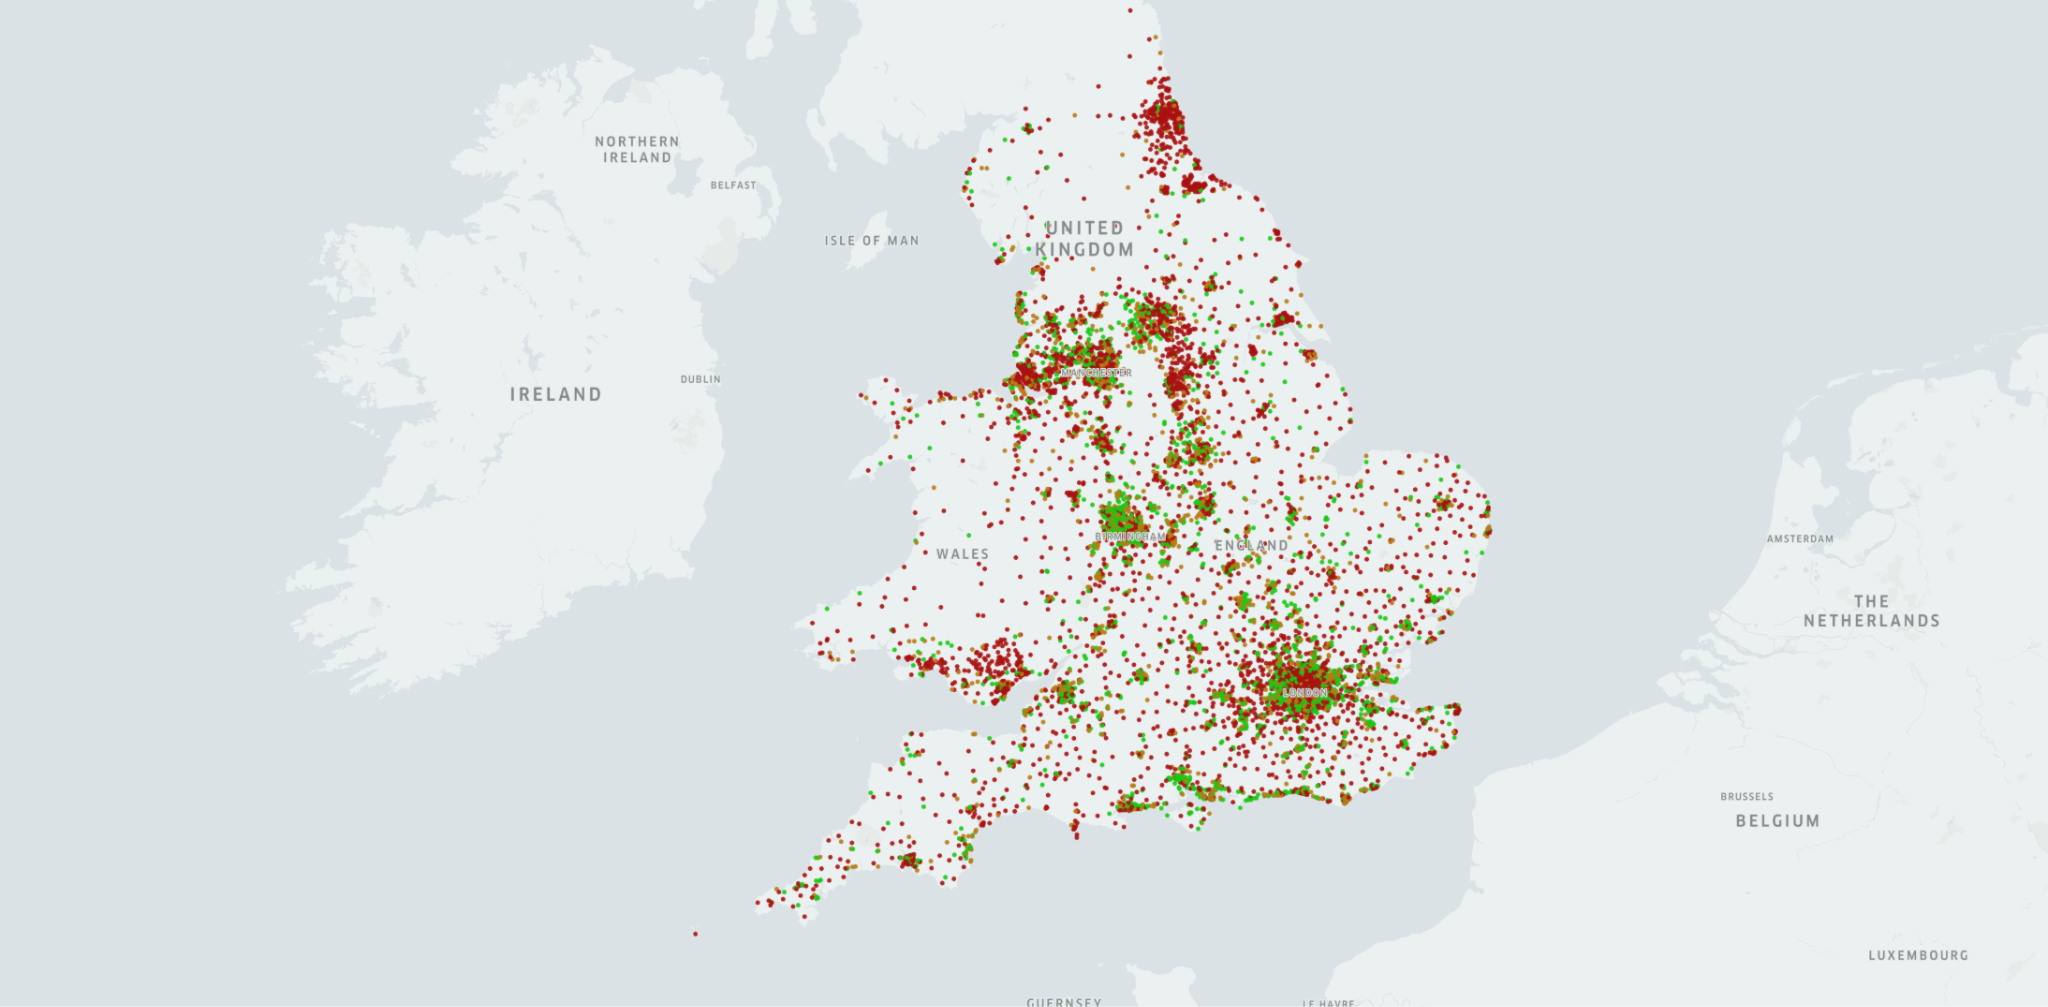 NORTHERN
IRELAND
BELFAST
ISLE OF MAN
UNITED
KINGDOM
DUBLIN
IRELAND
MANCHESTER
BIRMINGHAM
ENGLAND
WALES
AMSTERDAM
THE
NETHERLANDS
LONDON
BRUSSELS
BELGIUM
LUXEMBOURG
GUERNSEY
LE HAVRE